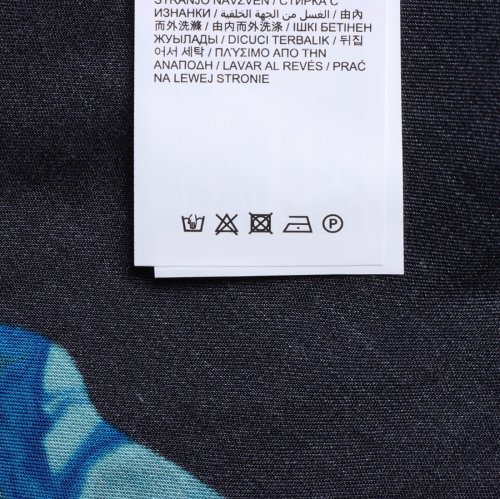 STRANJO NAVZVEN / СТИРКА С
ИЗНАНКИ / الغسل من الجهة الخلفية / 由內
而外洗滌 / 由内而外洗涤 / ІШКІ БЕТІНЕН
ЖУЫЛАДЫ / DICUCI TERBALIK / 뒤집
어서 세탁 / ΠΛΥΣΙΜΟ ΑΠΟ ΤΗΝ
ΑΝΑΠΟΔΗ / LAVAR AL REVÉS / PRAĆ
NA LEWEJ STRONIE
P